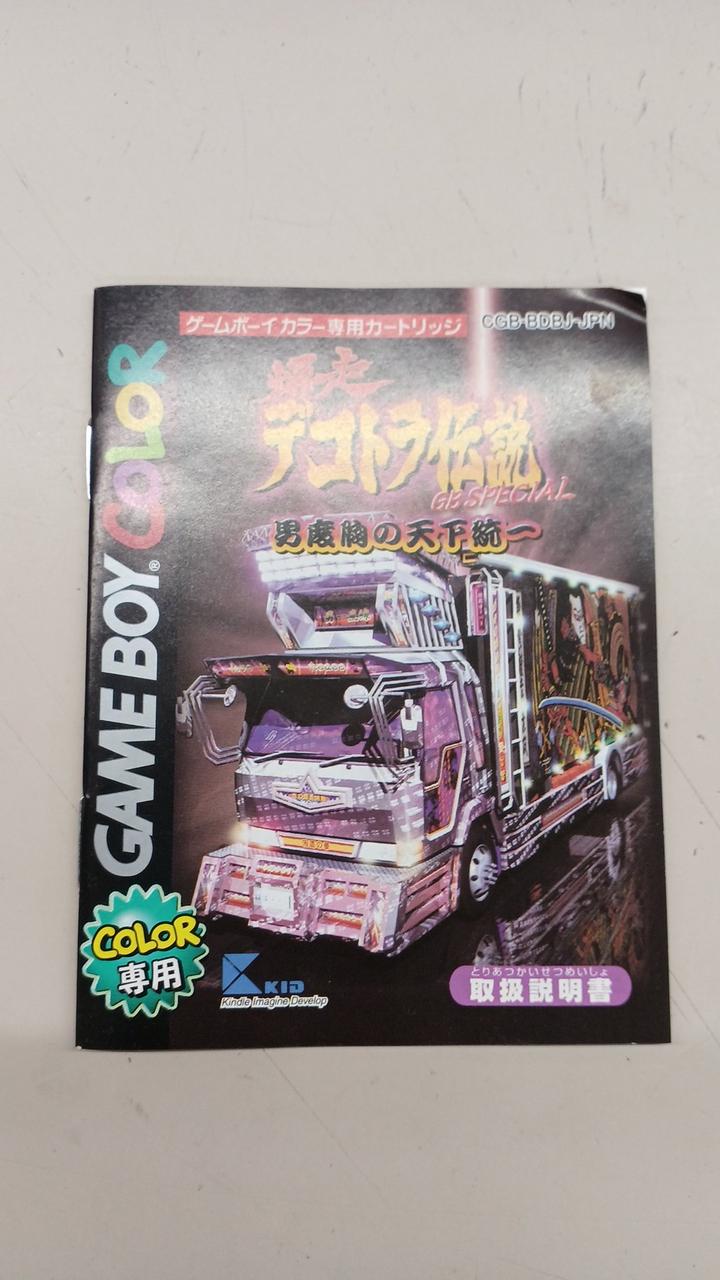 ゲームボーイカラー専用カートリッジ
CGB-BDBJ-JPN
爆走
デコトラ伝説
GB SPECIAL
男度胸の天下統一
GAME BOY® COLOR
COLOR
専用
KID
Kindle Imagine Develop
とりあつかいせつめいしょ
取扱説明書